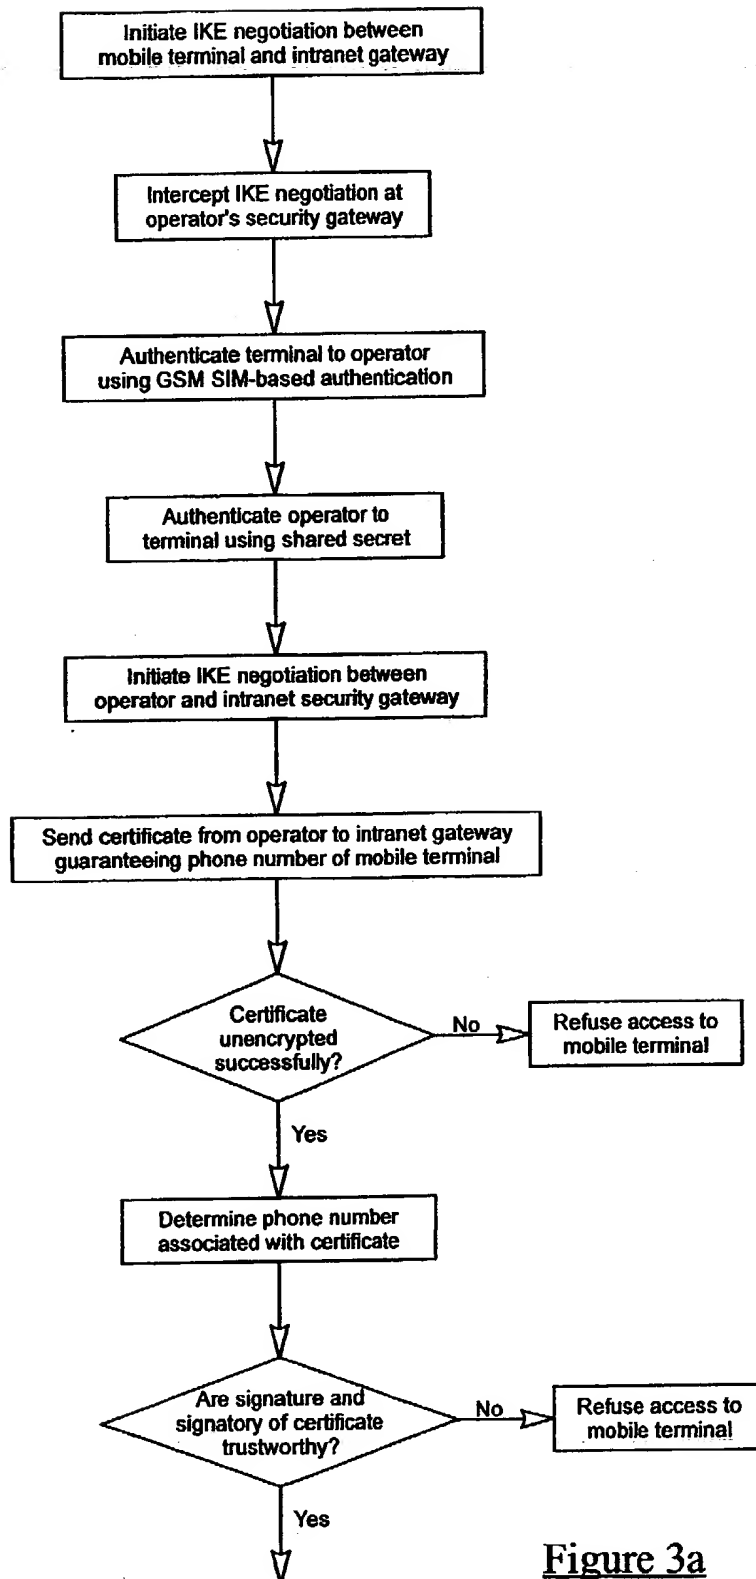 Initiate IKE negotiation between
mobile terminal and intranet gateway
Intercept IKE negotiation at
operator's security gateway
Authenticate terminal to operator
using GSM SIM-based authentication
Authenticate operator to
terminal using shared secret
Initiate IKE negotiation between
operator and intranet security gateway
Send certificate from operator to intranet gateway
guaranteeing phone number of mobile terminal
Certificate
unencrypted
successfully?
No
Refuse access to
mobile terminal
Yes
Determine phone number
associated with certificate
Are signature and
signatory of certificate
trustworthy?
No
Refuse access to
mobile terminal
Yes
Figure 3a